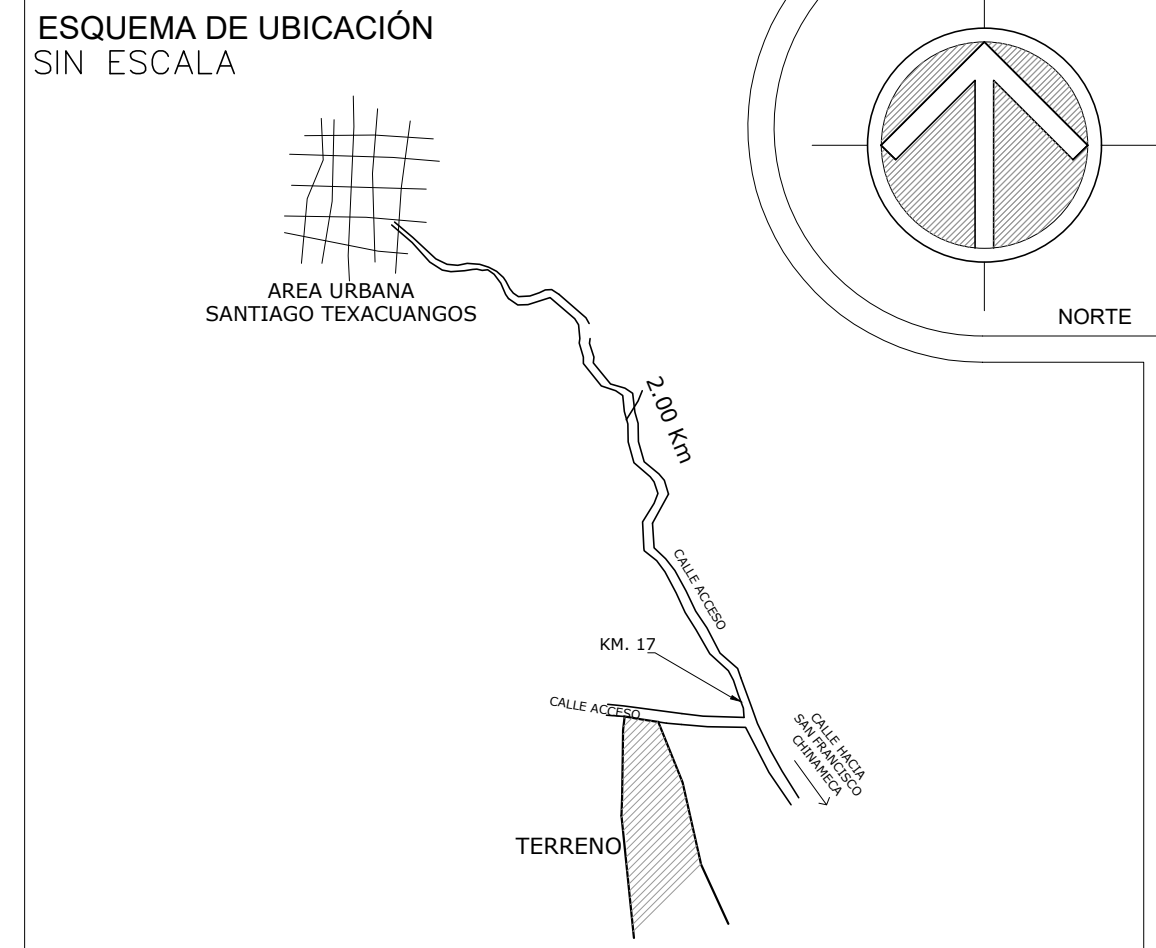 ESQUEMA DE UBICACIÓN
SIN ESCALA
NORTE
AREA URBANA
SANTIAGO TEXACUANGOS
2.00 Km
CALLE ACCESO
KM. 17
CALLE ACCESO
CALLE HACIA
SAN FRANCISCO
CHINAMECA
TERRENO